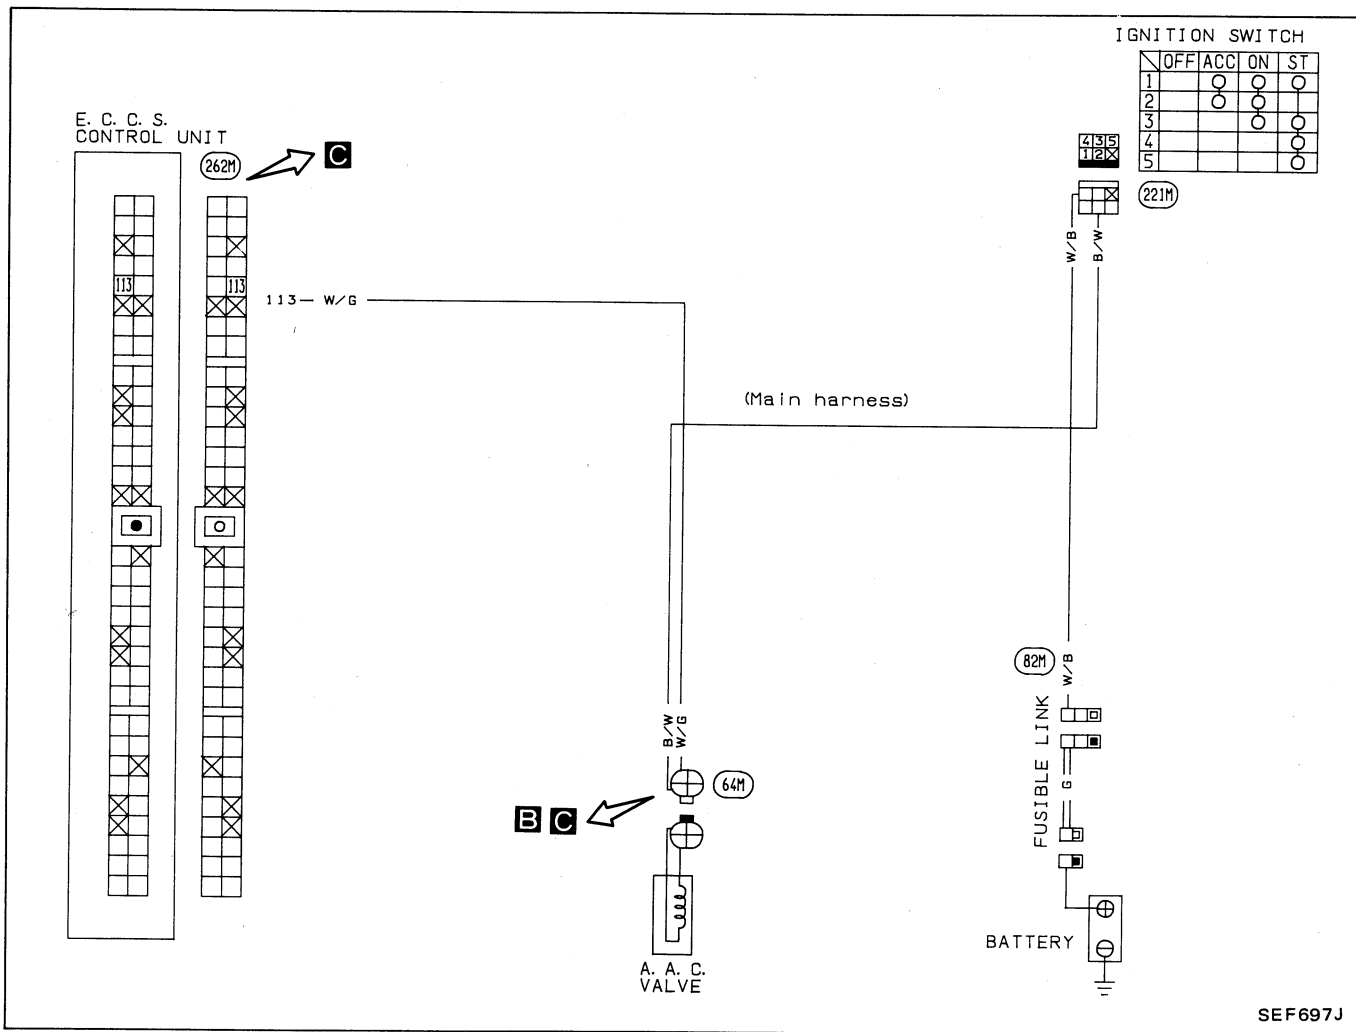 IGNITION SWITCH
OFF ACC ON ST
1
2
3
4
5
4 3 5
1 2
221M
W/B
B/W
E. C. C. S.
CONTROL UNIT
262M
C
113
113
113 W/G
(Main harness)
B/W
W/G
64M
B C
A. A. C.
VALVE
82M
W/B
FUSIBLE LINK
G
BATTERY
SEF697J